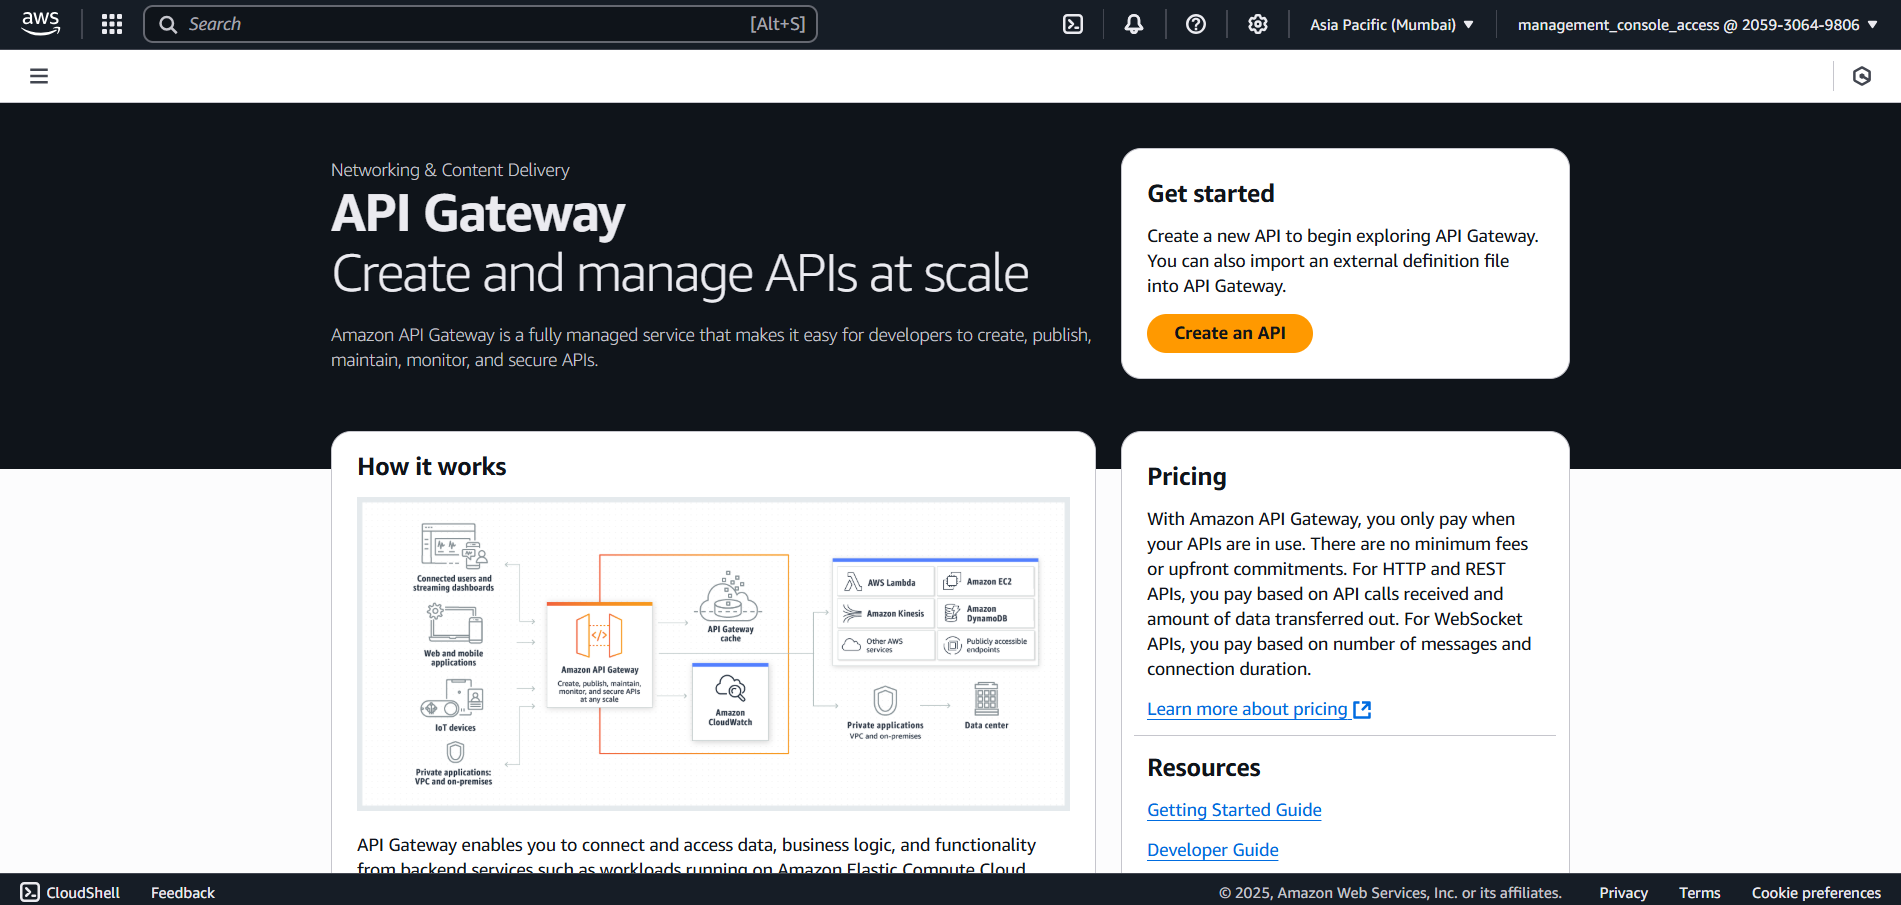 aws
Search
[Alt+S]
Asia Pacific (Mumbai)
management_console_access @ 2059-3064-9806
Networking & Content Delivery
API Gateway
Create and manage APIs at scale
Amazon API Gateway is a fully managed service that makes it easy for developers to create, publish,
maintain, monitor, and secure APIs.
Get started
Create a new API to begin exploring API Gateway.
You can also import an external definition file
into API Gateway.
Create an API
How it works
Connected users and
streaming dashboards
Web and mobile
applications
IoT devices
Private applications:
VPC and on-premises
</>
Amazon API Gateway
Create, publish, maintain,
monitor, and secure APIs
at any scale
API Gateway
cache
Amazon
CloudWatch
AWS Lambda
Amazon EC2
Amazon Kinesis
Amazon
DynamoDB
Other AWS
services
Publicly accessible
endpoints
Private applications
VPC and on-premises
Data center
API Gateway enables you to connect and access data, business logic, and functionality
from backend services such as workloads running on Amazon Elastic Compute Cloud
Pricing
With Amazon API Gateway, you only pay when
your APIs are in use. There are no minimum fees
or upfront commitments. For HTTP and REST
APIs, you pay based on API calls received and
amount of data transferred out. For WebSocket
APIs, you pay based on number of messages and
connection duration.
Learn more about pricing
Resources
Getting Started Guide
Developer Guide
CloudShell
Feedback
© 2025, Amazon Web Services, Inc. or its affiliates.
Privacy
Terms
Cookie preferences